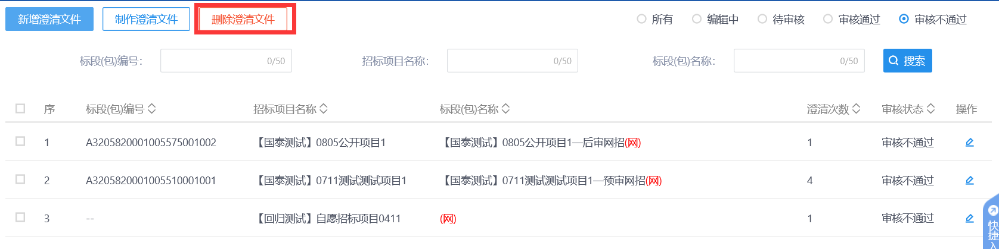 新增澄清文件 制作澄清文件 删除澄清文件 所有 编辑中 待审核 审核通过 审核不通过
标段(包)编号： 0/50 招标项目名称： 0/50 标段(包)名称： 0/50 搜索
序 标段(包)编号 招标项目名称 标段(包)名称 澄清次数 审核状态 操作
1 A3205820001005575001002 【国泰测试】0805公开项目1 【国泰测试】0805公开项目1—后审网招(网) 1 审核不通过
2 A3205820001005510001001 【国泰测试】0711测试测试项目1 【国泰测试】0711测试测试项目1—预审网招(网) 4 审核不通过
3 -- 【回归测试】自愿招标项目0411 (网) 1 审核不通过
快捷入